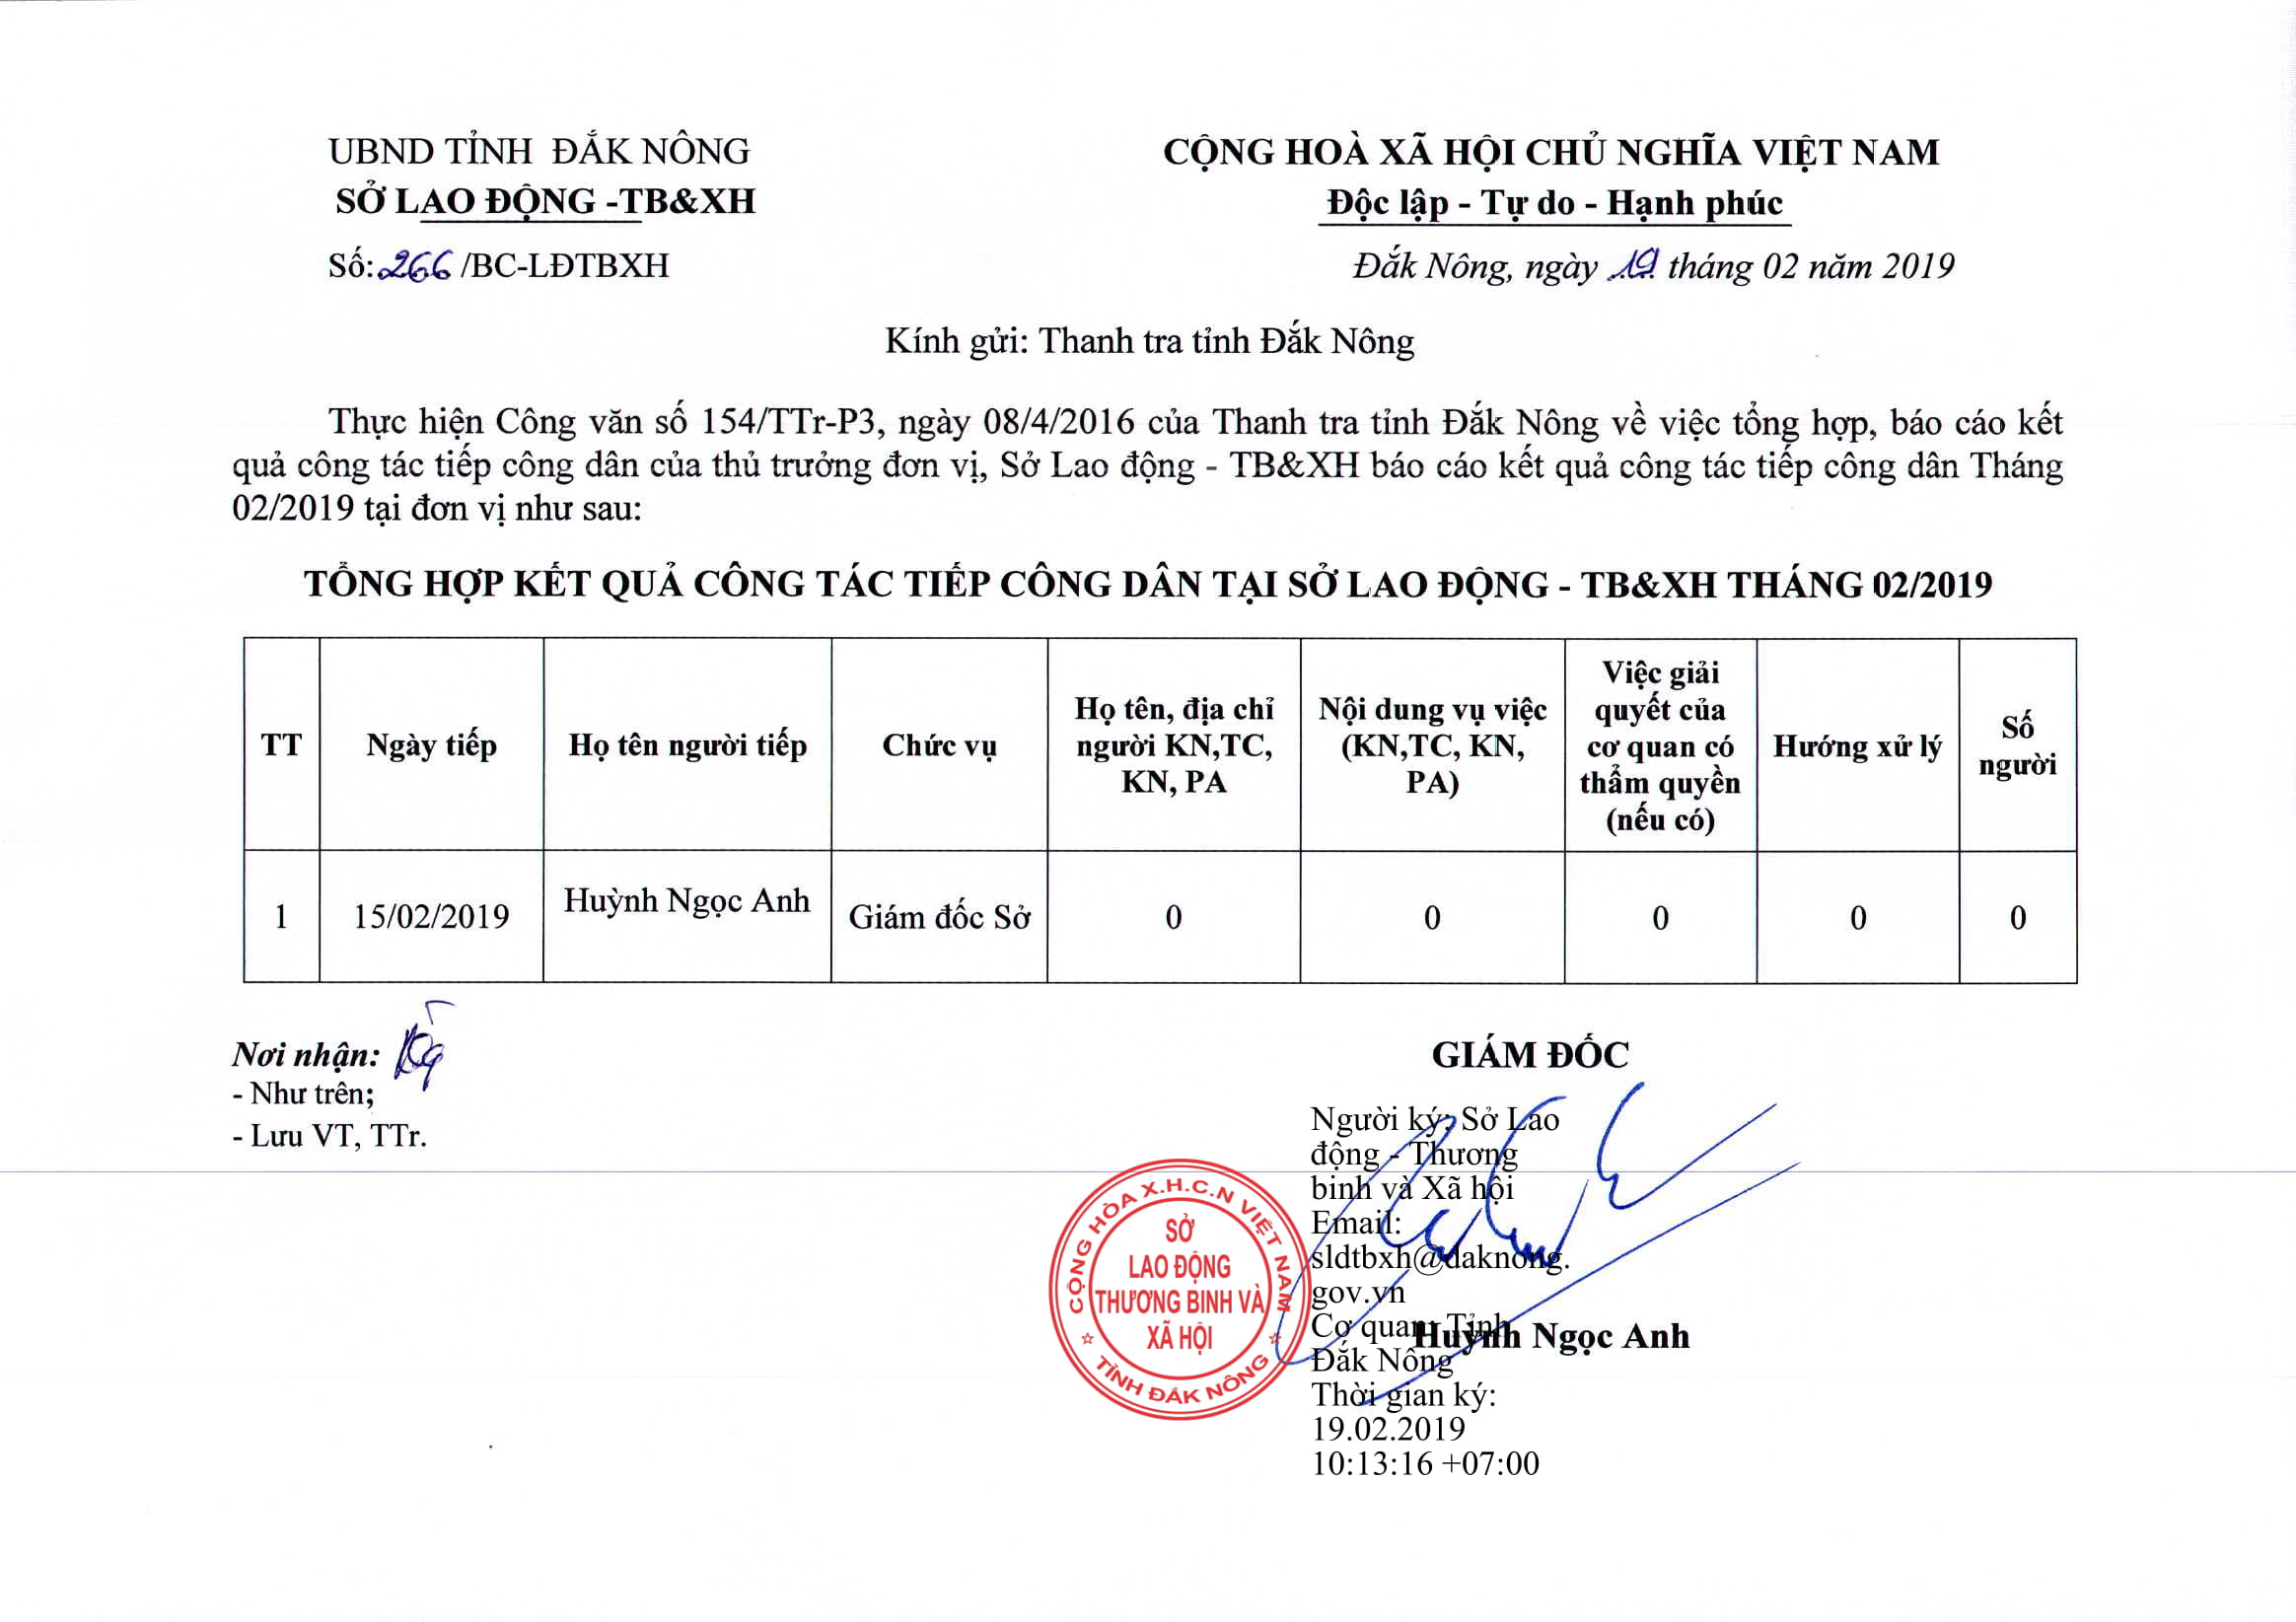 UBND TỈNH ĐẮK NÔNG
SỞ LAO ĐỘNG -TB&XH
Số: 266 /BC-LĐTBXH
CỘNG HOÀ XÃ HỘI CHỦ NGHĨA VIỆT NAM
Độc lập - Tự do - Hạnh phúc
Đắk Nông, ngày 19 tháng 02 năm 2019
Kính gửi: Thanh tra tỉnh Đắk Nông
Thực hiện Công văn số 154/TTr-P3, ngày 08/4/2016 của Thanh tra tỉnh Đắk Nông về việc tổng hợp, báo cáo kết
quả công tác tiếp công dân của thủ trưởng đơn vị, Sở Lao động - TB&XH báo cáo kết quả công tác tiếp công dân Tháng
02/2019 tại đơn vị như sau:
TỔNG HỢP KẾT QUẢ CÔNG TÁC TIẾP CÔNG DÂN TẠI SỞ LAO ĐỘNG - TB&XH THÁNG 02/2019
TT
Ngày tiếp
Họ tên người tiếp
Chức vụ
Họ tên, địa chỉ
người KN,TC,
KN, PA
Nội dung vụ việc
(KN,TC, KN,
PA)
Việc giải
quyết của
cơ quan có
thẩm quyền
(nếu có)
Hướng xử lý
Số
người
1
15/02/2019
Huỳnh Ngọc Anh
Giám đốc Sở
0
0
0
0
0
Nơi nhận:
- Như trên;
- Lưu VT, TTr.
GIÁM ĐỐC
Người ký: Sở Lao
động - Thương
binh và Xã hội
Email:
sldtbxh@daknong.
gov.vn
Cơ quan: Tỉnh
Đắk Nông
Thời gian ký:
19.02.2019
10:13:16 +07:00
Huỳnh Ngọc Anh
CỘNG HÒA X.H.C.N VIỆT NAM
SỞ
LAO ĐỘNG
THƯƠNG BINH VÀ
XÃ HỘI
TỈNH ĐẮK NÔNG